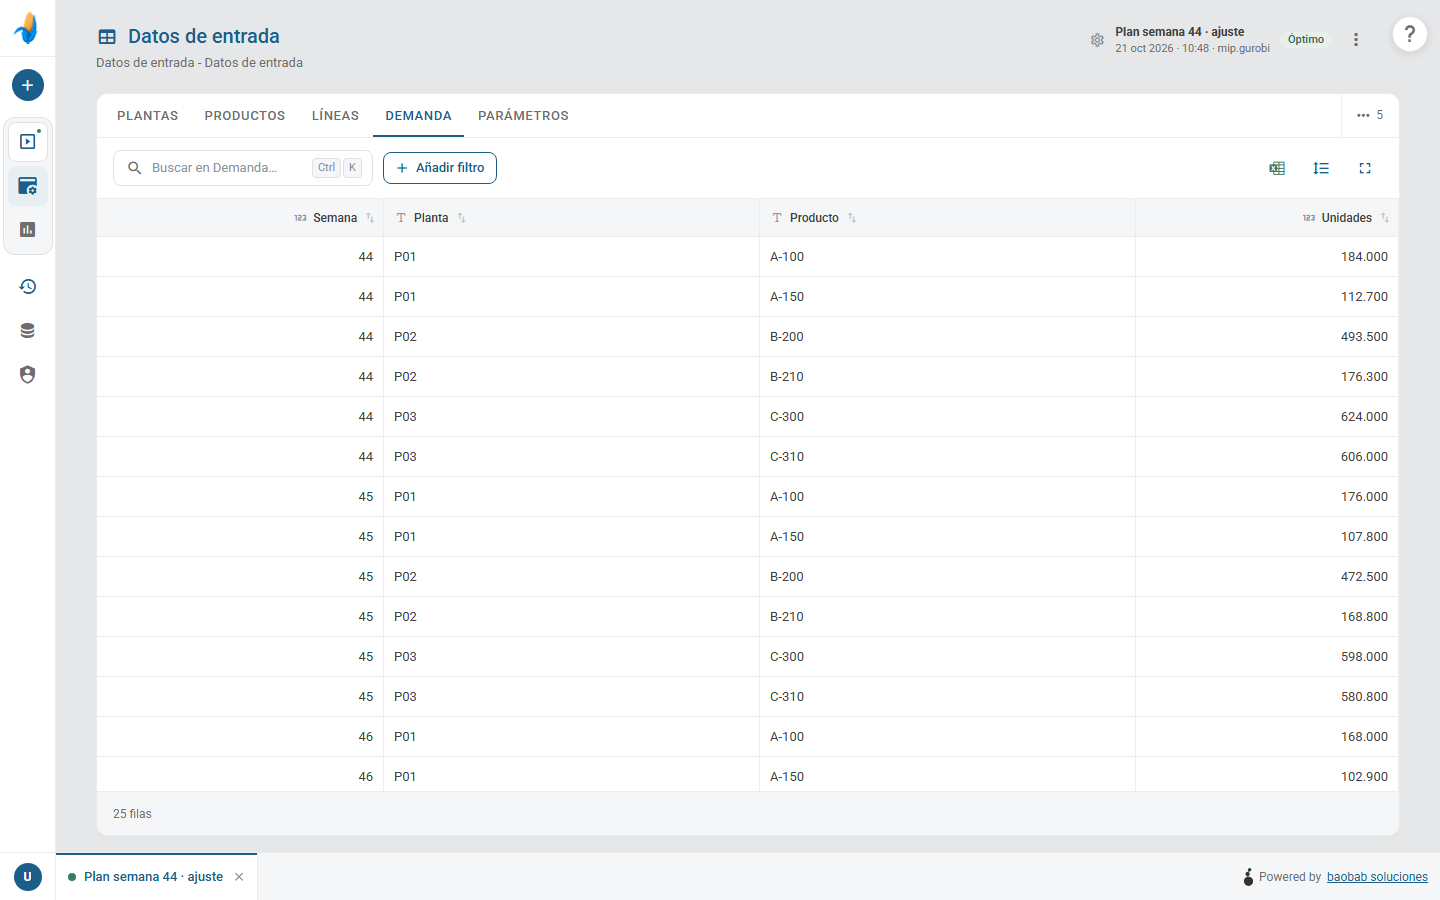 Datos de entrada
Datos de entrada - Datos de entrada
Plan semana 44 · ajuste
21 oct 2026 · 10:48 · mip.gurobi
Óptimo
?
PLANTAS PRODUCTOS LÍNEAS DEMANDA PARÁMETROS
••• 5
Buscar en Demanda... Ctrl K
Añadir filtro
123 Semana T Planta T Producto 123 Unidades
44 P01 A-100 184.000
44 P01 A-150 112.700
44 P02 B-200 493.500
44 P02 B-210 176.300
44 P03 C-300 624.000
44 P03 C-310 606.000
45 P01 A-100 176.000
45 P01 A-150 107.800
45 P02 B-200 472.500
45 P02 B-210 168.800
45 P03 C-300 598.000
45 P03 C-310 580.800
46 P01 A-100 168.000
46 P01 A-150 102.900
25 filas
U
Plan semana 44 · ajuste
Powered by baobab soluciones